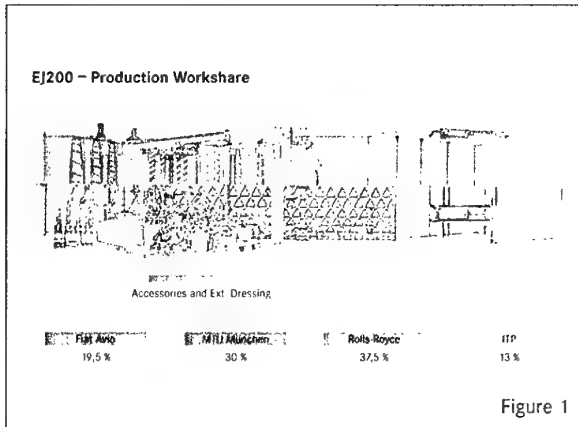 EJ200 – Production Workshare
Accessories and Ext. Dressing
Fiat Avio MTU München Rolls-Royce ITP
19,5 % 30 % 37,5 % 13 %
Figure 1